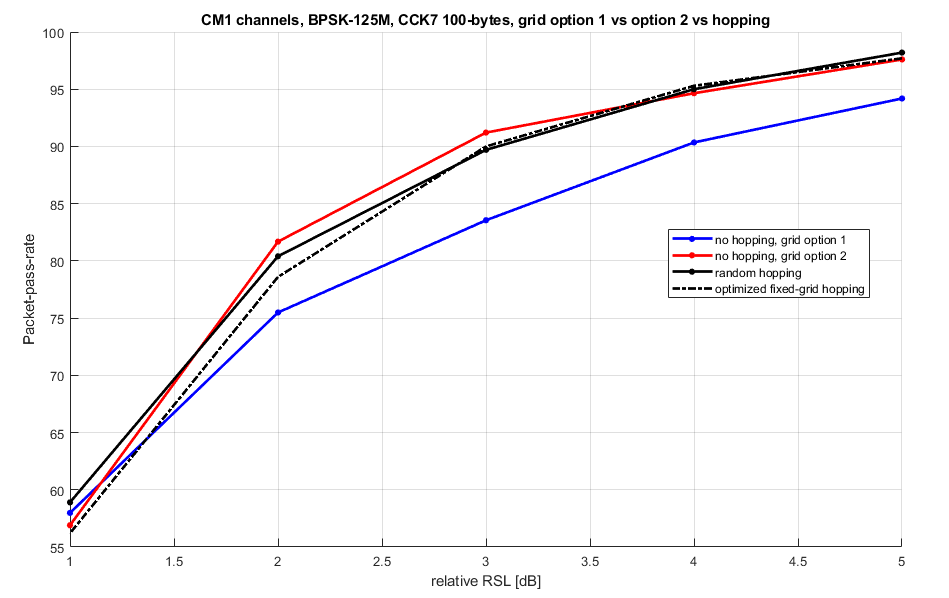 CM1 channels, BPSK-125M, CCK7 100-bytes, grid option 1 vs option 2 vs hopping
100
95
90
85
80
75
70
65
60
55
Packet-pass-rate
no hopping, grid option 1
no hopping, grid option 2
random hopping
optimized fixed-grid hopping
1 1.5 2 2.5 3 3.5 4 4.5 5
relative RSL [dB]